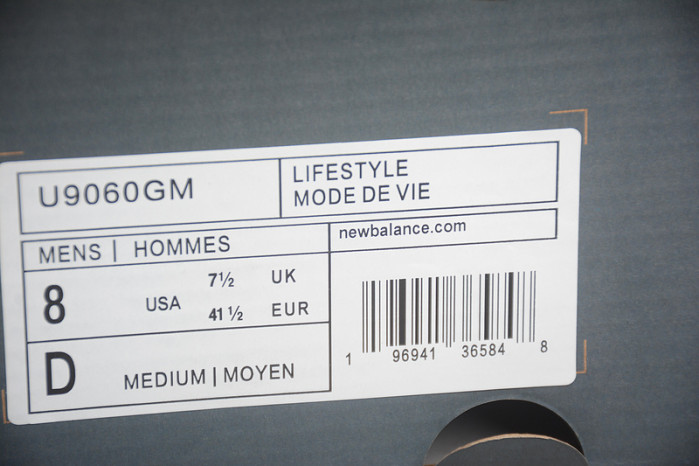 U9060GM
LIFESTYLE
MODE DE VIE
MENS | HOMMES
newbalance.com
8 USA 7½ UK
41 ½ EUR
D MEDIUM | MOYEN
1 96941 36584 8